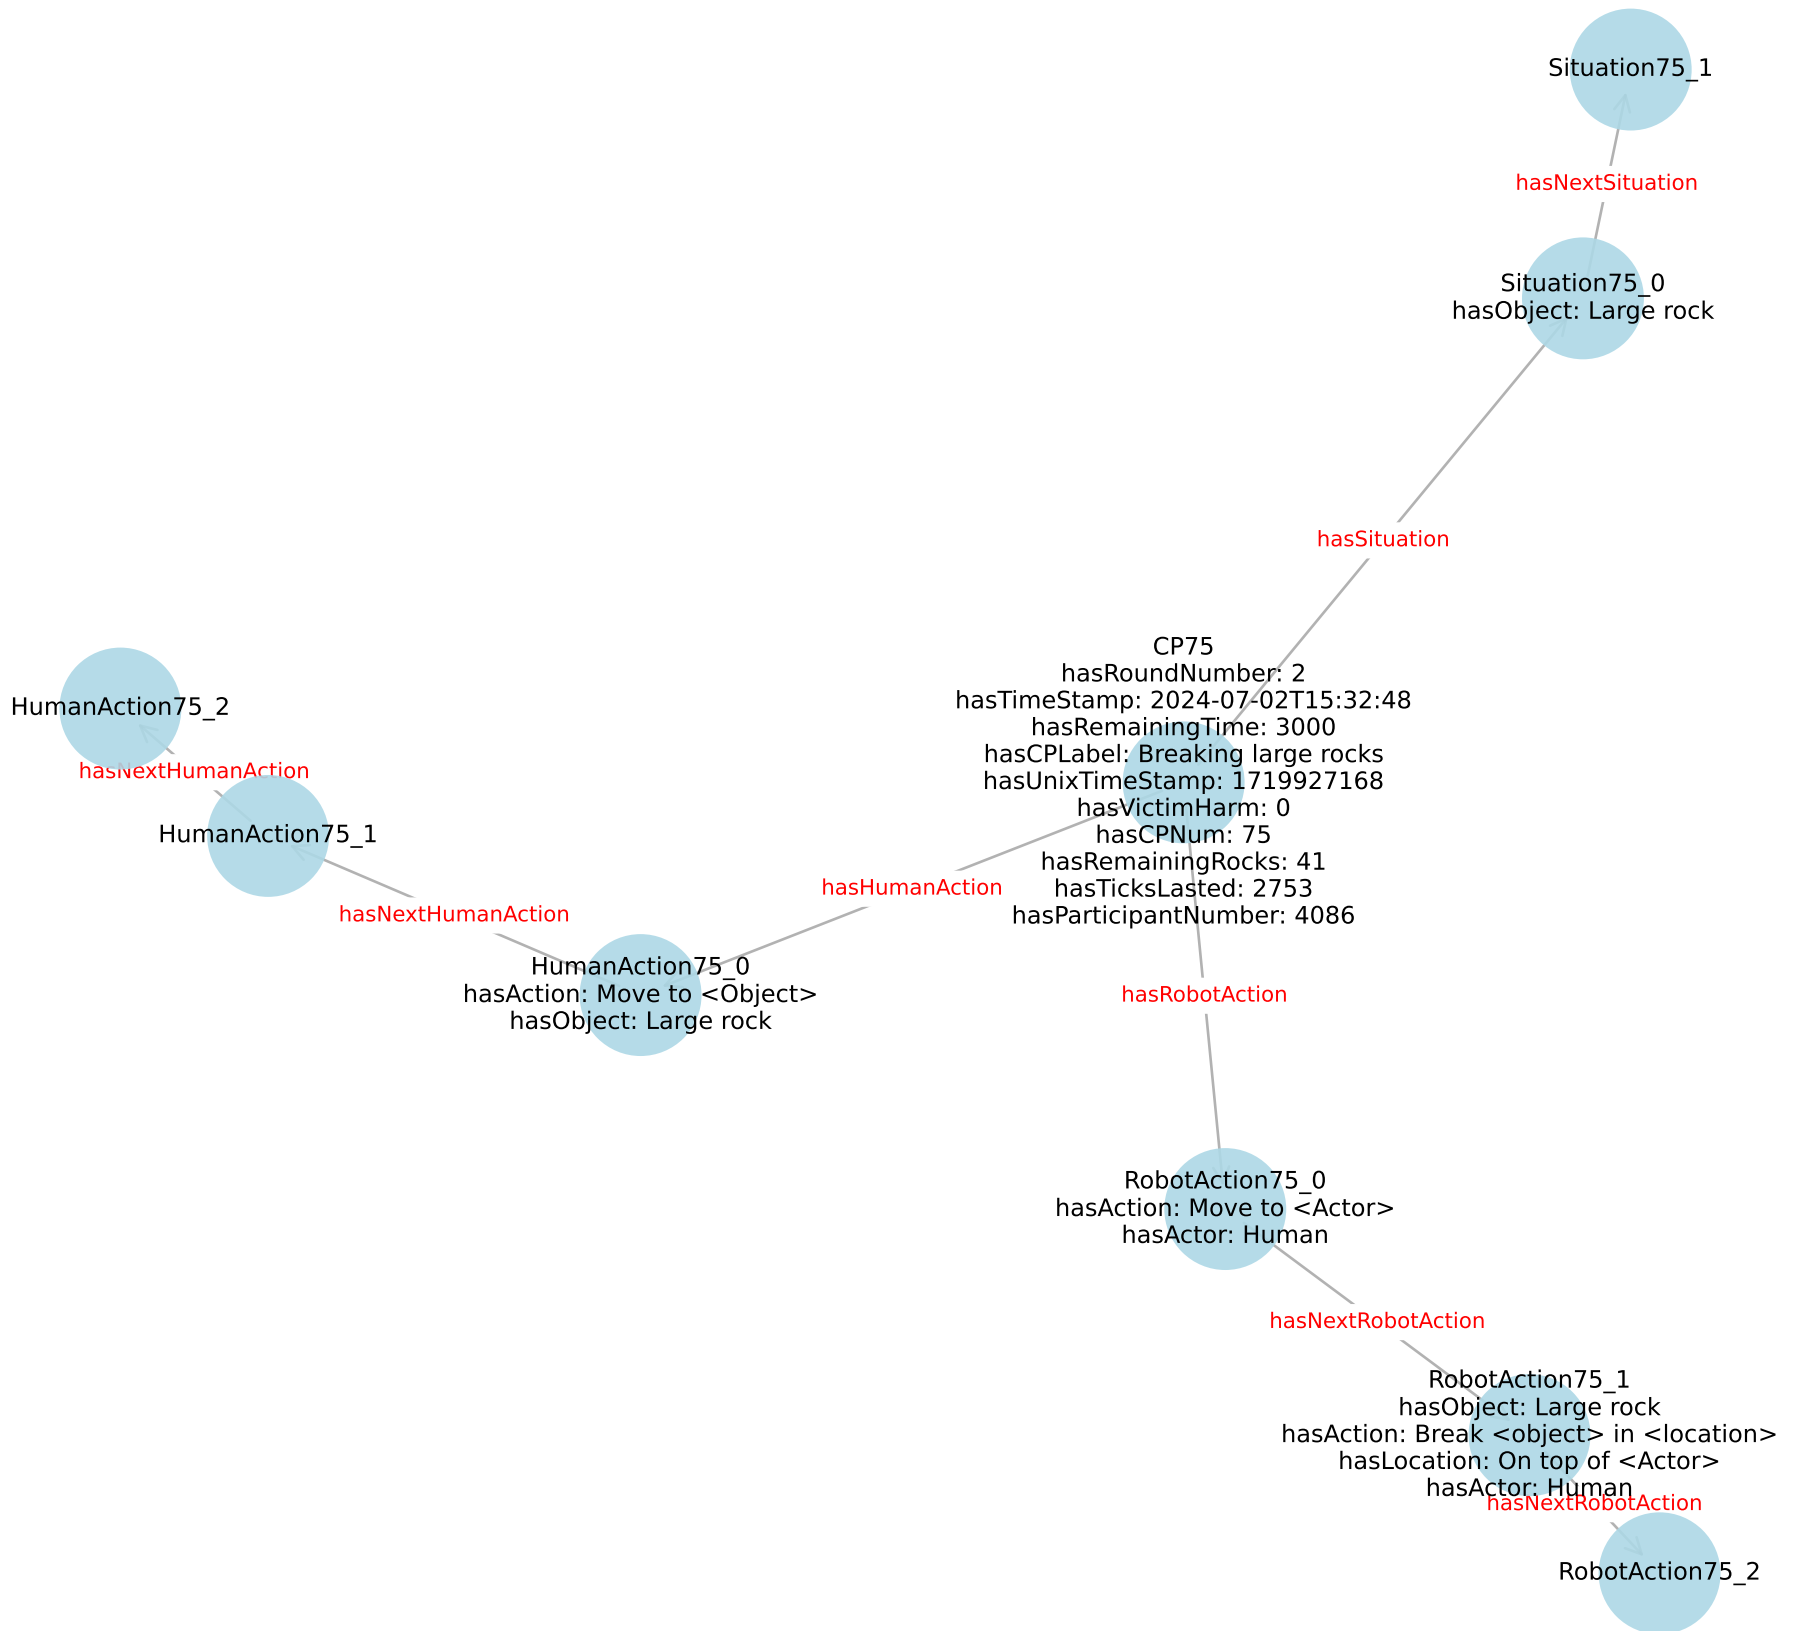 Situation75_1
hasNextSituation
Situation75_0
hasObject: Large rock
hasSituation
CP75
hasRoundNumber: 2
hasTimeStamp: 2024-07-02T15:32:48
hasRemainingTime: 3000
hasCPLabel: Breaking large rocks
hasUnixTimeStamp: 1719927168
hasVictimHarm: 0
hasCPNum: 75
hasRemainingRocks: 41
hasTicksLasted: 2753
hasParticipantNumber: 4086
HumanAction75_2
hasNextHumanAction
HumanAction75_1
hasNextHumanAction
hasHumanAction
HumanAction75_0
hasAction: Move to <Object>
hasObject: Large rock
hasRobotAction
RobotAction75_0
hasAction: Move to <Actor>
hasActor: Human
hasNextRobotAction
RobotAction75_1
hasObject: Large rock
hasAction: Break <object> in <location>
hasLocation: On top of <Actor>
hasActor: Human
hasNextRobotAction
RobotAction75_2